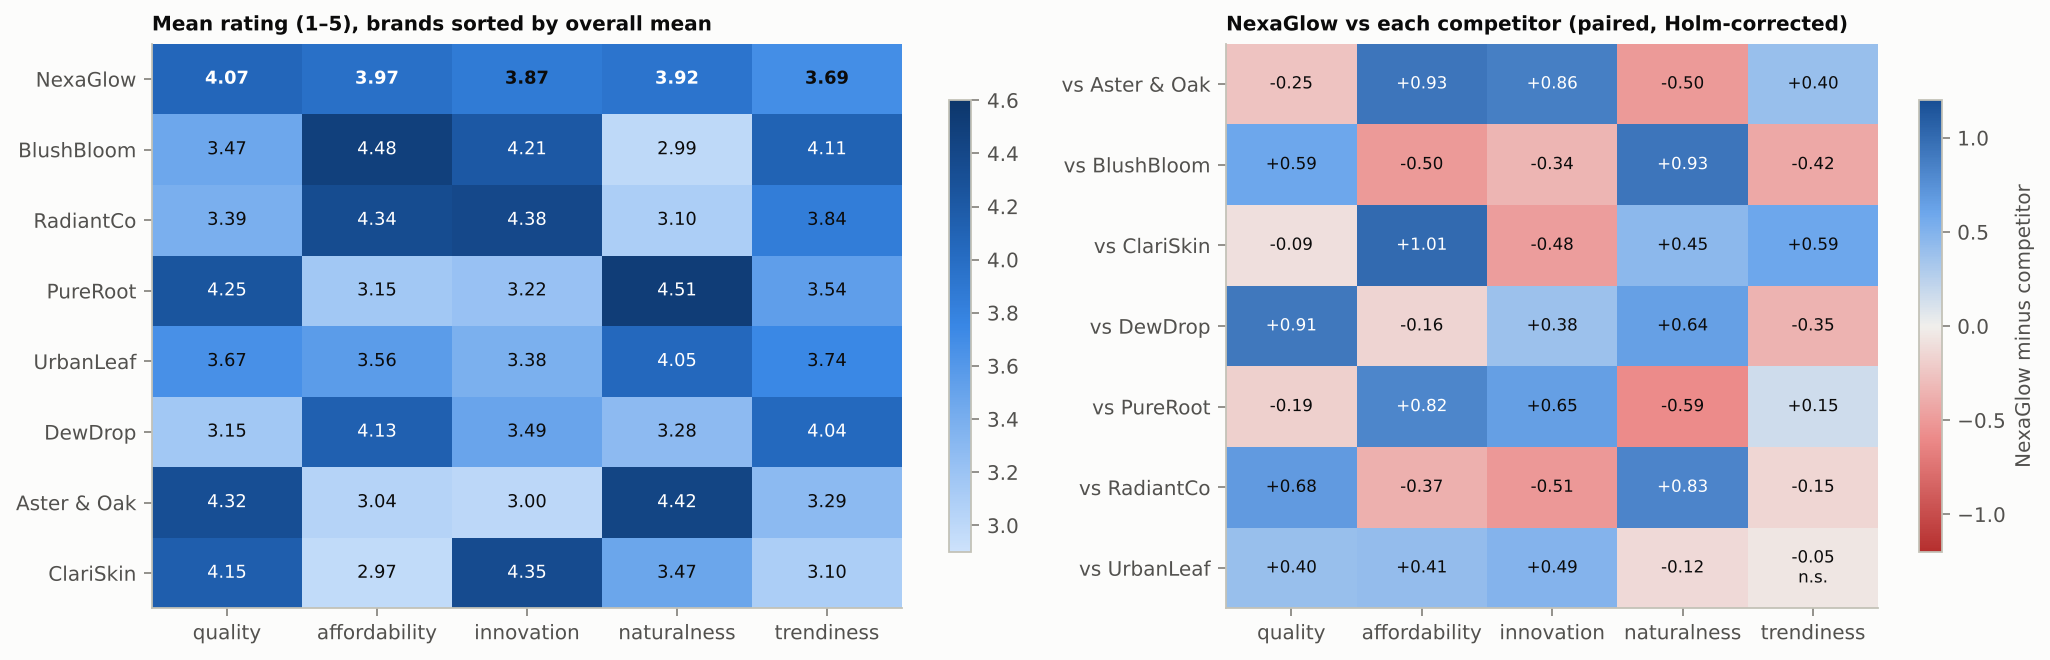 Mean rating (1–5), brands sorted by overall mean
NexaGlow 4.07 3.97 3.87 3.92 3.69
BlushBloom 3.47 4.48 4.21 2.99 4.11
RadiantCo 3.39 4.34 4.38 3.10 3.84
PureRoot 4.25 3.15 3.22 4.51 3.54
UrbanLeaf 3.67 3.56 3.38 4.05 3.74
DewDrop 3.15 4.13 3.49 3.28 4.04
Aster & Oak 4.32 3.04 3.00 4.42 3.29
ClariSkin 4.15 2.97 4.35 3.47 3.10
quality affordability innovation naturalness trendiness
4.6
4.4
4.2
4.0
3.8
3.6
3.4
3.2
3.0
NexaGlow vs each competitor (paired, Holm-corrected)
vs Aster & Oak -0.25 +0.93 +0.86 -0.50 +0.40
vs BlushBloom +0.59 -0.50 -0.34 +0.93 -0.42
vs ClariSkin -0.09 +1.01 -0.48 +0.45 +0.59
vs DewDrop +0.91 -0.16 +0.38 +0.64 -0.35
vs PureRoot -0.19 +0.82 +0.65 -0.59 +0.15
vs RadiantCo +0.68 -0.37 -0.51 +0.83 -0.15
vs UrbanLeaf +0.40 +0.41 +0.49 -0.12 -0.05
n.s.
quality affordability innovation naturalness trendiness
1.0
0.5
0.0
−0.5
−1.0
NexaGlow minus competitor